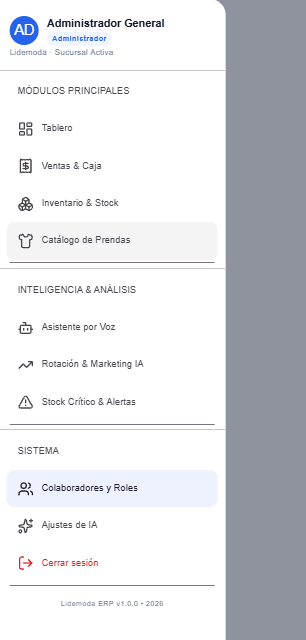 AD
Administrador General
Administrador
Lidemoda · Sucursal Activa
MÓDULOS PRINCIPALES
Tablero
Ventas & Caja
Inventario & Stock
Catálogo de Prendas
INTELIGENCIA & ANÁLISIS
Asistente por Voz
Rotación & Marketing IA
Stock Crítico & Alertas
SISTEMA
Colaboradores y Roles
Ajustes de IA
Cerrar sesión
Lidemoda ERP v1.0.0 • 2026